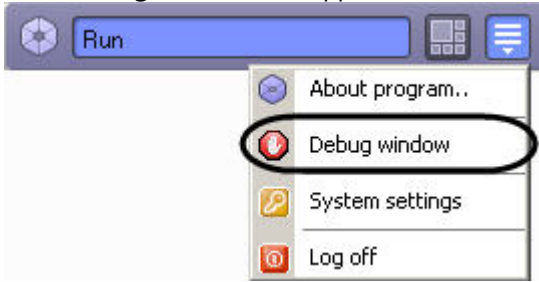 Run
About program..
Debug window
System settings
Log off